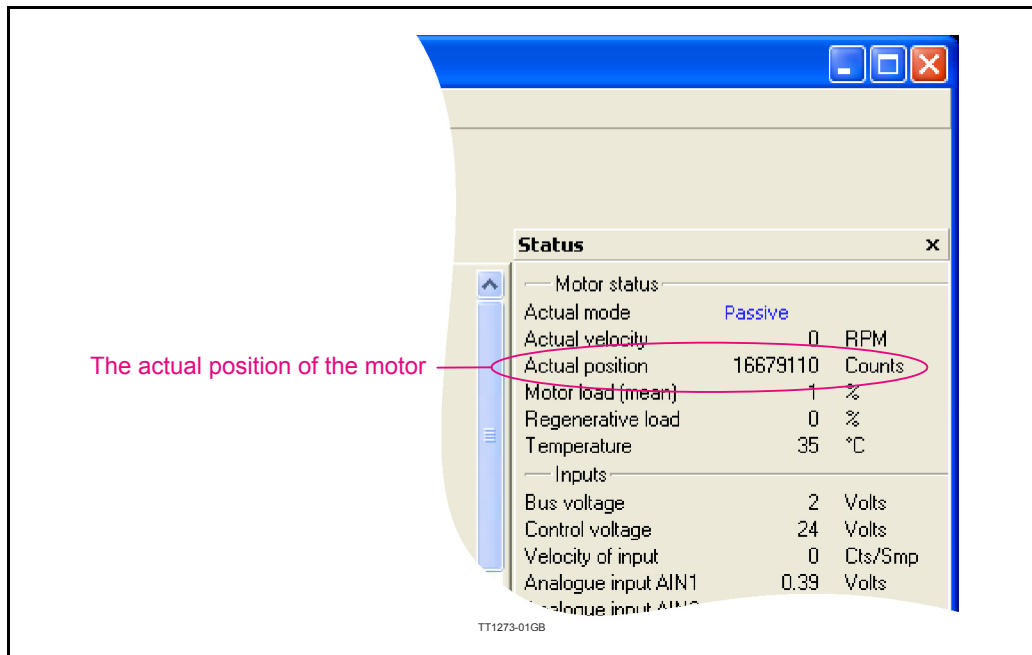 Status
Motor status
Actual mode Passive
Actual velocity 0 RPM
The actual position of the motor
Actual position 16679110 Counts
Motor load (mean) 1 %
Regenerative load 0 %
Temperature 35 °C
Inputs
Bus voltage 2 Volts
Control voltage 24 Volts
Velocity of input 0 Cts/Smp
Analogue input AIN1 0.39 Volts
TT1273-01GB